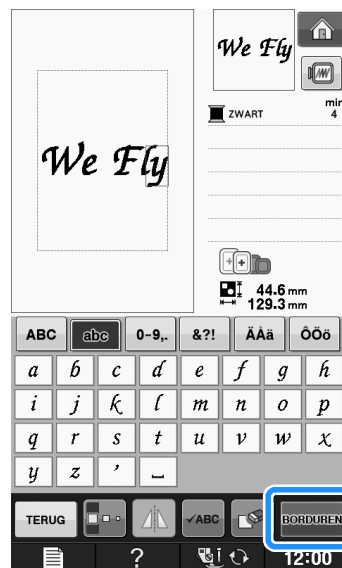 We Fly
We Fly
ZWART
min
4
44.6 mm
129.3 mm
ABC abc 0~9,. &?! ÄÅä ÔÖö
a b c d e f g h
i j k l m n o p
q r s t u v w x
y z ’ ⎵
TERUG ✓ABC BORDUREN
? 12:00